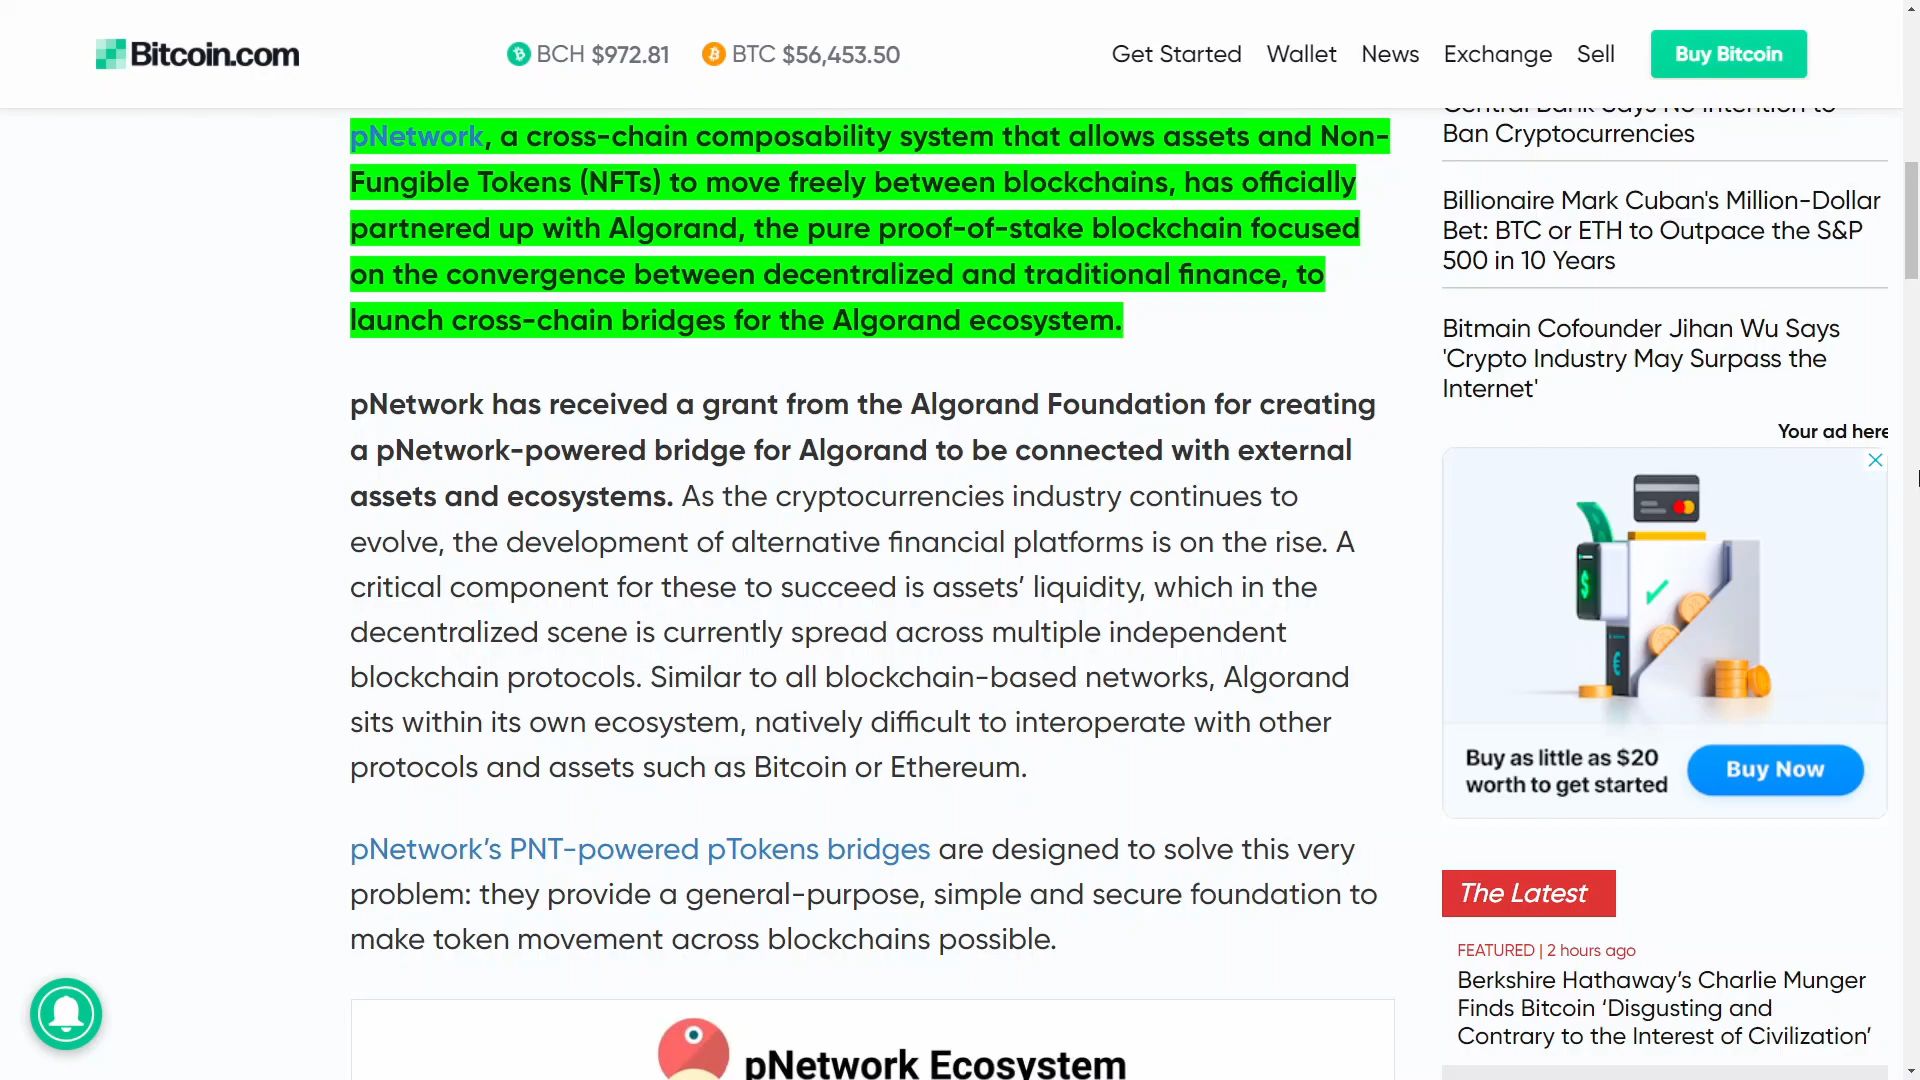 Bitcoin.com
BCH $972.81
BTC $56,453.50
Get Started Wallet News Exchange Sell Buy Bitcoin
pNetwork, a cross-chain composability system that allows assets and Non-
Fungible Tokens (NFTs) to move freely between blockchains, has officially
partnered up with Algorand, the pure proof-of-stake blockchain focused
on the convergence between decentralized and traditional finance, to
launch cross-chain bridges for the Algorand ecosystem.
pNetwork has received a grant from the Algorand Foundation for creating
a pNetwork-powered bridge for Algorand to be connected with external
assets and ecosystems. As the cryptocurrencies industry continues to
evolve, the development of alternative financial platforms is on the rise. A
critical component for these to succeed is assets’ liquidity, which in the
decentralized scene is currently spread across multiple independent
blockchain protocols. Similar to all blockchain-based networks, Algorand
sits within its own ecosystem, natively difficult to interoperate with other
protocols and assets such as Bitcoin or Ethereum.
pNetwork’s PNT-powered pTokens bridges are designed to solve this very
problem: they provide a general-purpose, simple and secure foundation to
make token movement across blockchains possible.
pNetwork Ecosystem
Central Bank Says No Intention to
Ban Cryptocurrencies
Billionaire Mark Cuban's Million-Dollar
Bet: BTC or ETH to Outpace the S&P
500 in 10 Years
Bitmain Cofounder Jihan Wu Says
'Crypto Industry May Surpass the
Internet'
Your ad here
Buy as little as $20
worth to get started
Buy Now
The Latest
FEATURED | 2 hours ago
Berkshire Hathaway’s Charlie Munger
Finds Bitcoin ‘Disgusting and
Contrary to the Interest of Civilization’